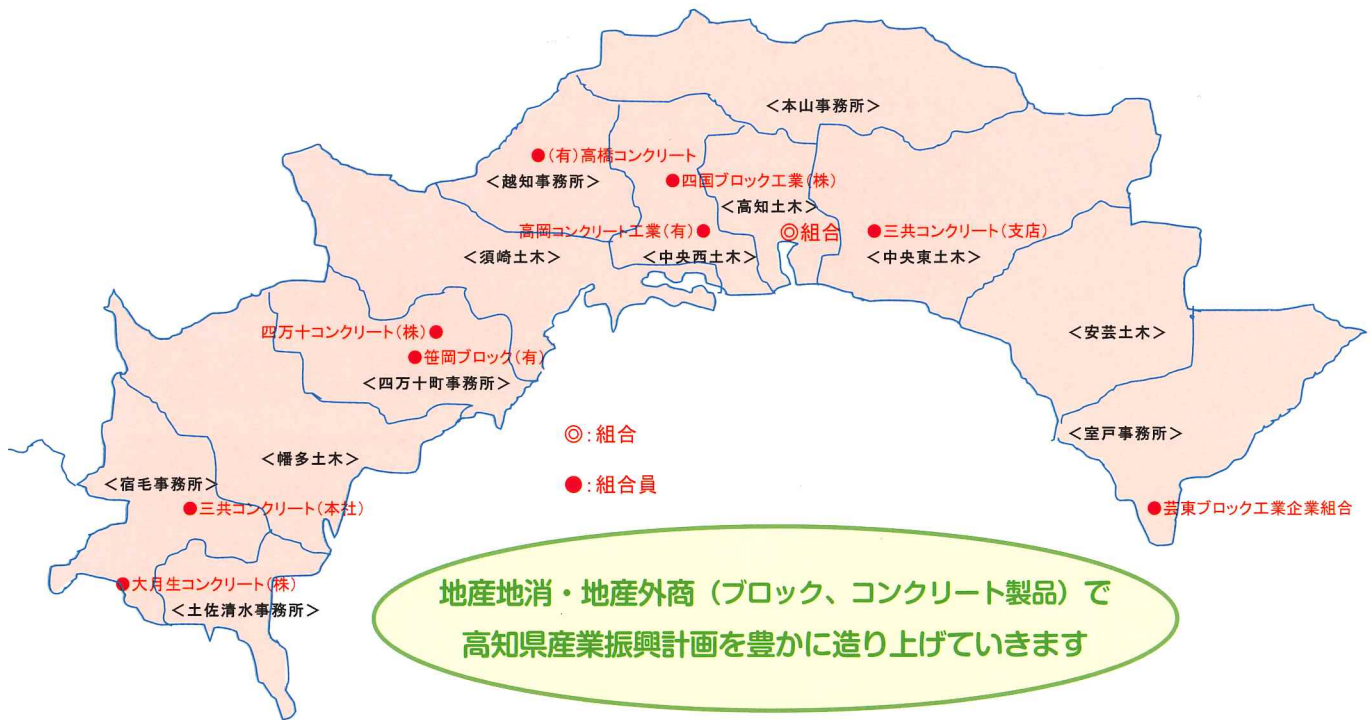 ＜本山事務所＞
●(有)高橋コンクリート
＜越知事務所＞
●四国ブロック工業(株)
＜高知土木＞
高岡コンクリート工業(有)●
◎組合
●三共コンクリート(支店)
＜須崎土木＞
＜中央西土木＞
＜中央東土木＞
四万十コンクリート(株)●
●笹岡ブロック(有)
＜四万十町事務所＞
＜安芸土木＞
＜室戸事務所＞
◎：組合
＜幡多土木＞
＜宿毛事務所＞
●：組合員
●三共コンクリート(本社)
●芸東ブロック工業企業組合
●大月生コンクリート(株)
＜土佐清水事務所＞
地産地消・地産外商（ブロック、コンクリート製品）で
高知県産業振興計画を豊かに造り上げていきます